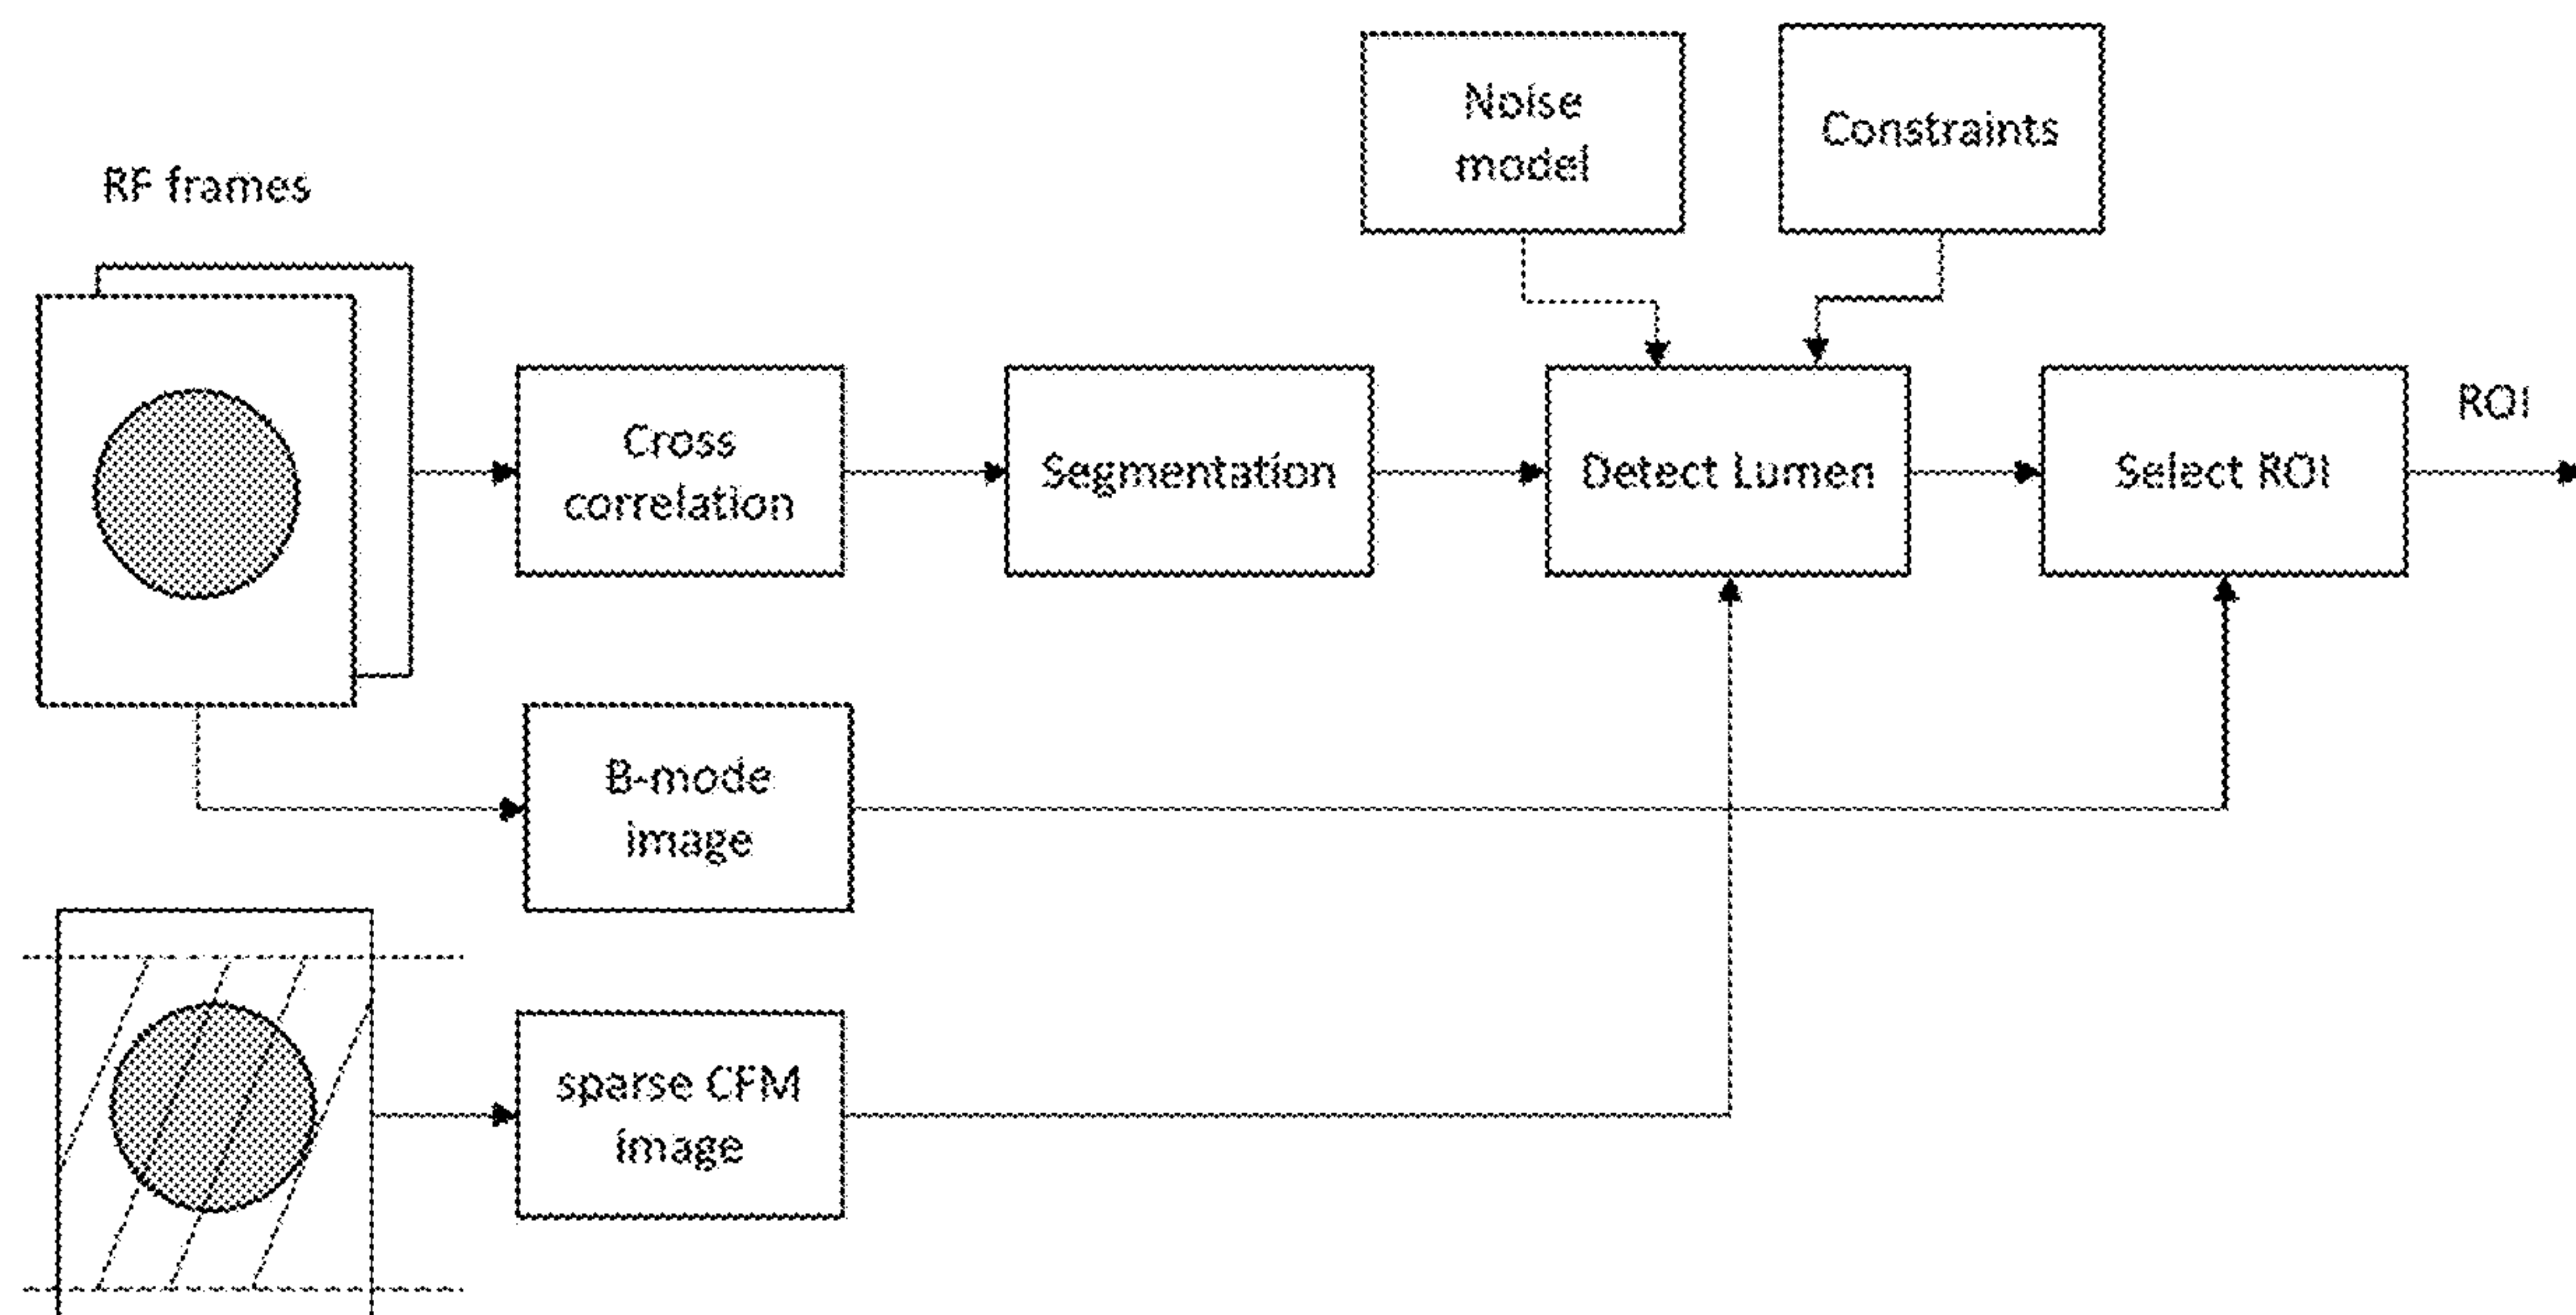 Noise
model
Constraints
RF frames
Cross
correlation
Segmentation
Detect Lumen
Select ROI
ROI
B-mode
image
sparse CFM
image